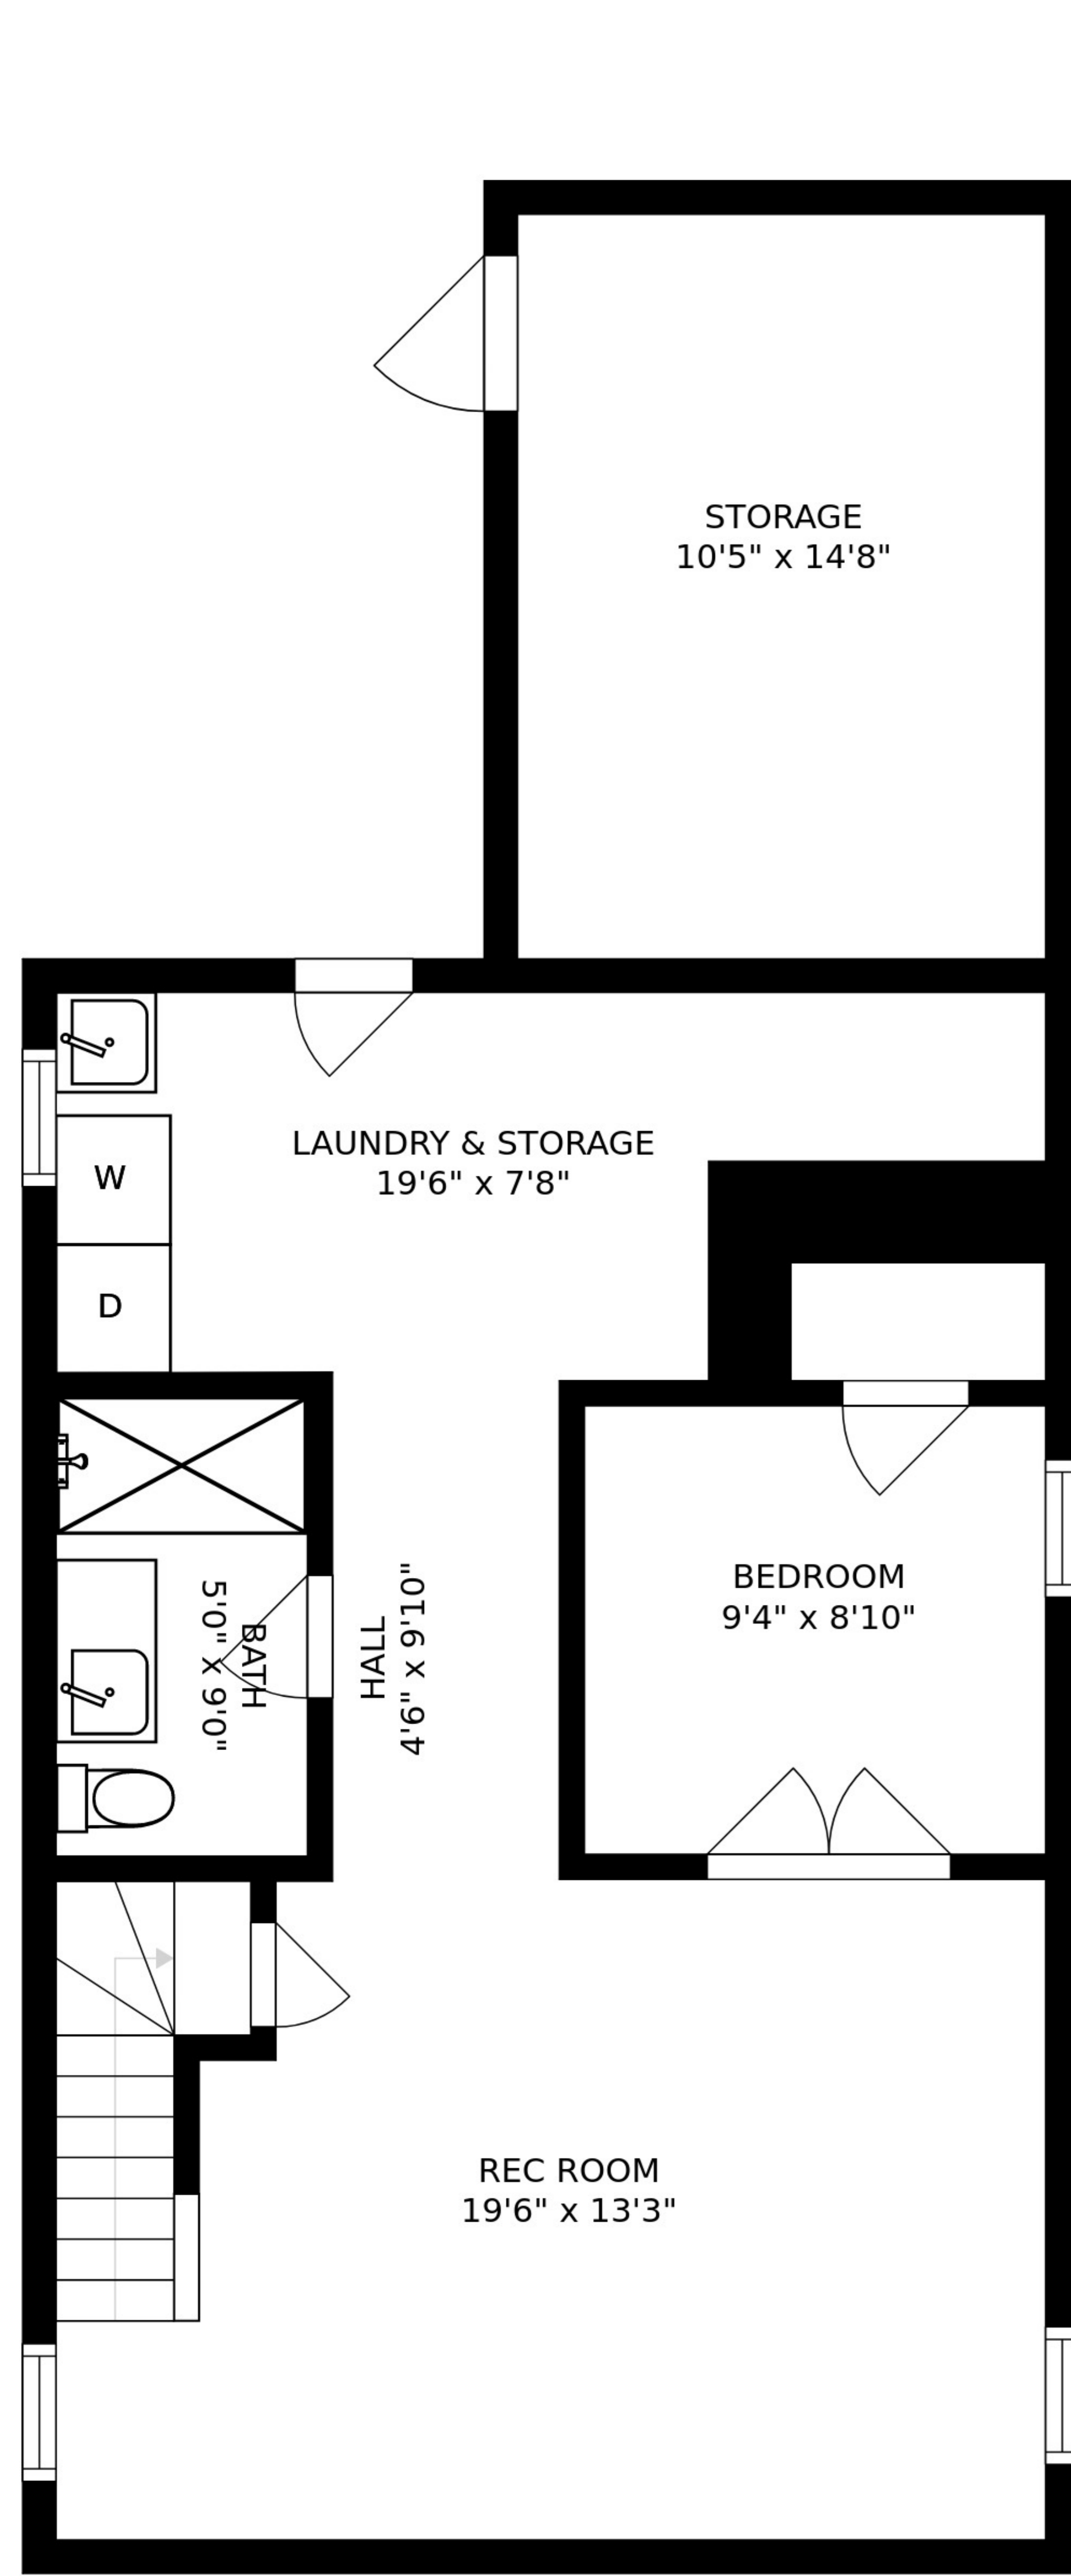 STORAGE
10'5" x 14'8"
LAUNDRY & STORAGE
19'6" x 7'8"
W
D
BEDROOM
9'4" x 8'10"
BATH
5'0" x 9'0"
HALL
4'6" x 9'10"
REC ROOM
19'6" x 13'3"